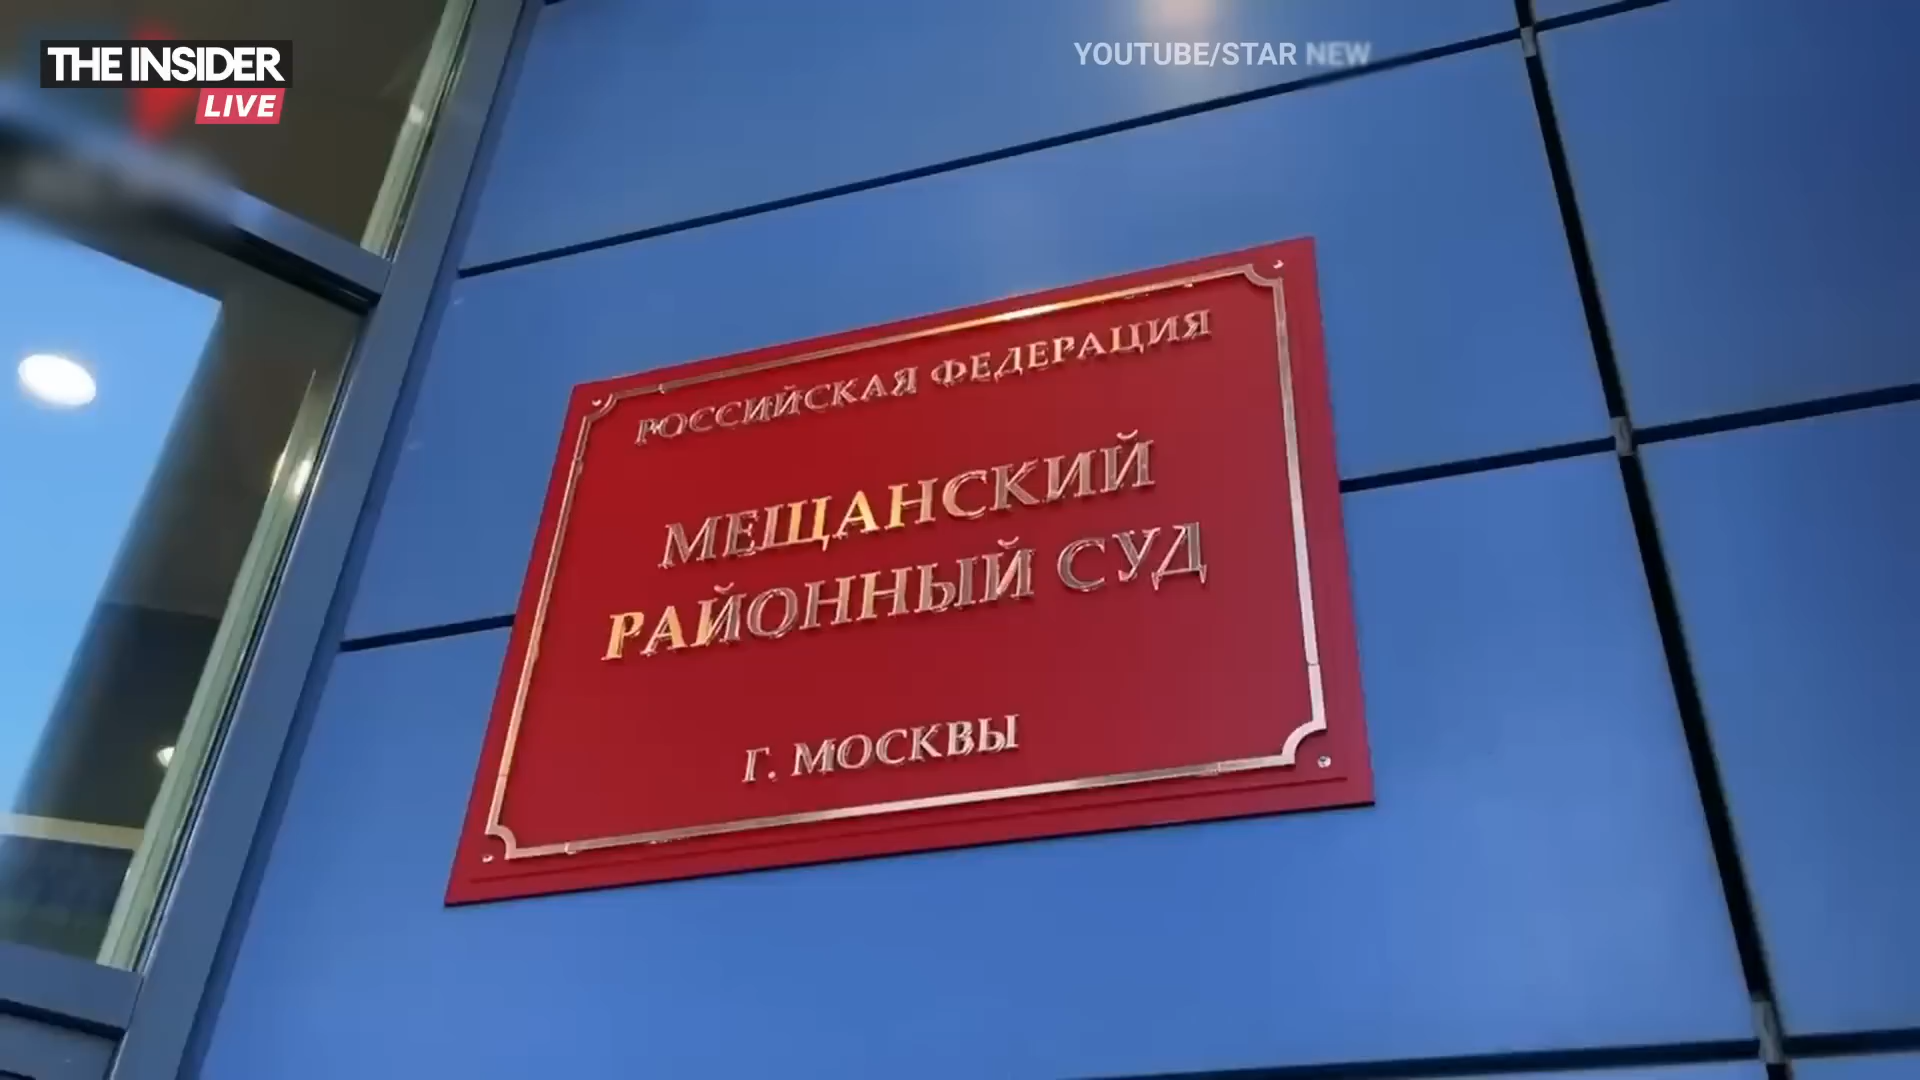 THE INSIDER
LIVE
YOUTUBE/STAR NEW
РОССИЙСКАЯ ФЕДЕРАЦИЯ
МЕЩАНСКИЙ
РАЙОННЫЙ СУД
Г. МОСКВЫ